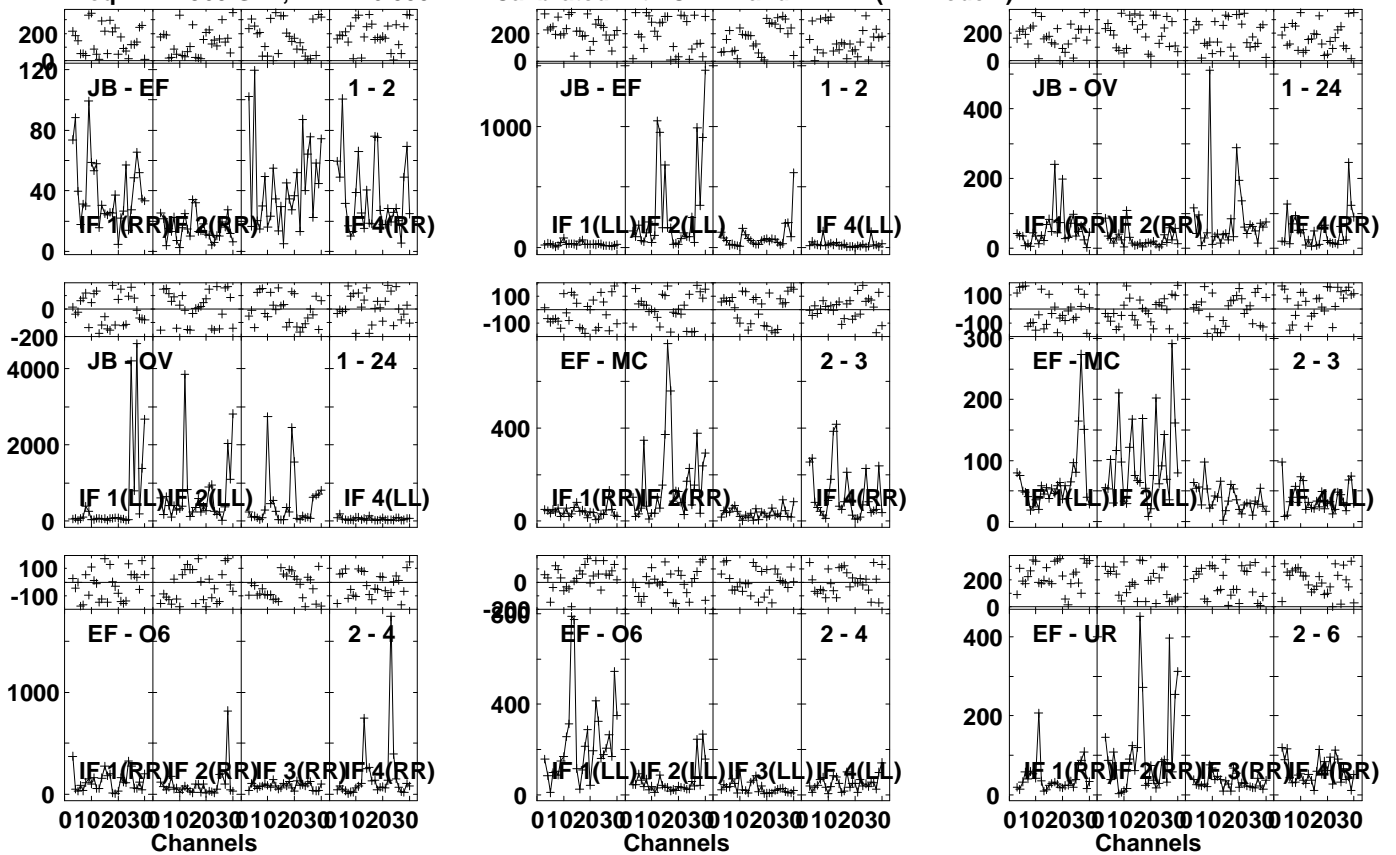 200
0
120
80
40
0
JB - EF
1 - 2
IF 1(RR)
IF 2(RR)
IF 4(RR)
200
0
1000
0
JB - EF
1 - 2
IF 1(LL)
IF 2(LL)
IF 4(LL)
200
0
400
200
0
JB - OV
1 - 24
IF 1(RR)
IF 2(RR)
IF 4(RR)
0
-200
4000
2000
0
JB - OV
1 - 24
IF 1(LL)
IF 2(LL)
IF 4(LL)
100
-100
400
0
EF - MC
2 - 3
IF 1(RR)
IF 2(RR)
IF 4(RR)
100
-100
300
200
100
0
EF - MC
2 - 3
IF 1(LL)
IF 2(LL)
IF 4(LL)
100
-100
1000
0
EF - O6
2 - 4
IF 1(RR)
IF 2(RR)
IF 3(RR)
IF 4(RR)
0 102030
0102030
0102030
0102030
Channels
0
-200
800
400
0
EF - O6
2 - 4
IF 1(LL)
IF 2(LL)
IF 3(LL)
IF 4(LL)
0 102030
0102030
0102030
0102030
Channels
200
0
400
200
0
EF - UR
2 - 6
IF 1(RR)
IF 2(RR)
IF 3(RR)
IF 4(RR)
0102030
0102030
0102030
0102030
Channels